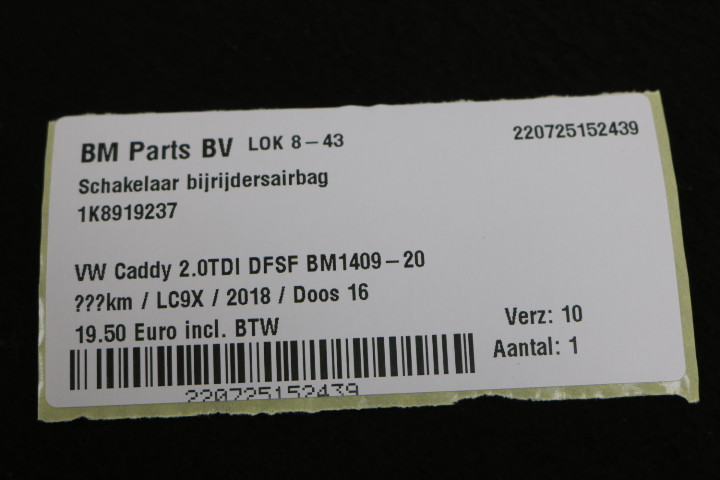 BM Parts BV LOK 8-43 220725152439
Schakelaar bijrijdersairbag
1K8919237
VW Caddy 2.0TDI DFSF BM1409-20
???km / LC9X / 2018 / Doos 16
19.50 Euro incl. BTW Verz: 10
Aantal: 1
220725152439